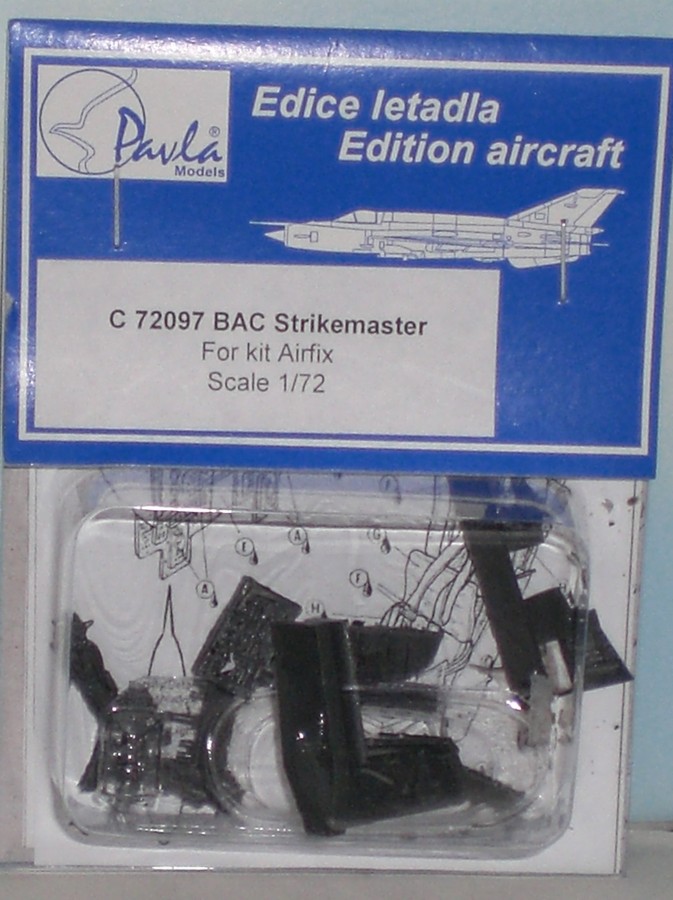 Pavla®
Models
Edice letadla
Edition aircraft
C 72097 BAC Strikemaster
For kit Airfix
Scale 1/72
A
E
A
G
F
H